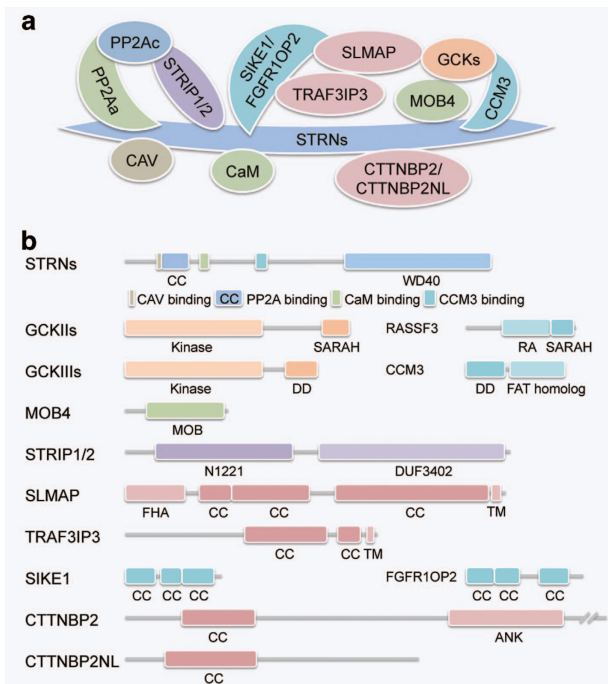 a
PP2Ac
PP2Aa
STRIP1/2
SIKE1/
FGFR1OP2
SLMAP
GCKs
TRAF3IP3
MOB4
CCM3
STRNs
CAV
CaM
CTTNBP2/
CTTNBP2NL
b
STRNs
CC WD40
CAV binding CC PP2A binding CaM binding CCM3 binding
GCKIIs RASSF3
Kinase SARAH RA SARAH
GCKIIIs CCM3
Kinase DD DD FAT homolog
MOB4
MOB
STRIP1/2
N1221 DUF3402
SLMAP
FHA CC CC CC TM
TRAF3IP3
CC CC TM
SIKE1 FGFR1OP2
CC CC CC CC CC CC
CTTNBP2
CC ANK
CTTNBP2NL
CC